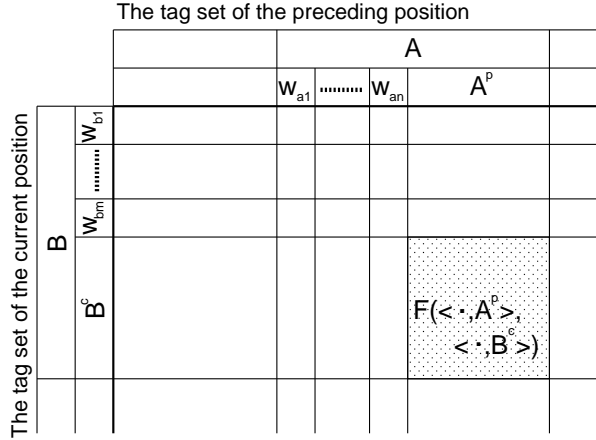 The tag set of the preceding position
A
w_a1 ......... w_an A^p
The tag set of the current position
B
w_b1
.........
w_bm
B^c
F(< ·,A^p>,
< ·,B^c>)